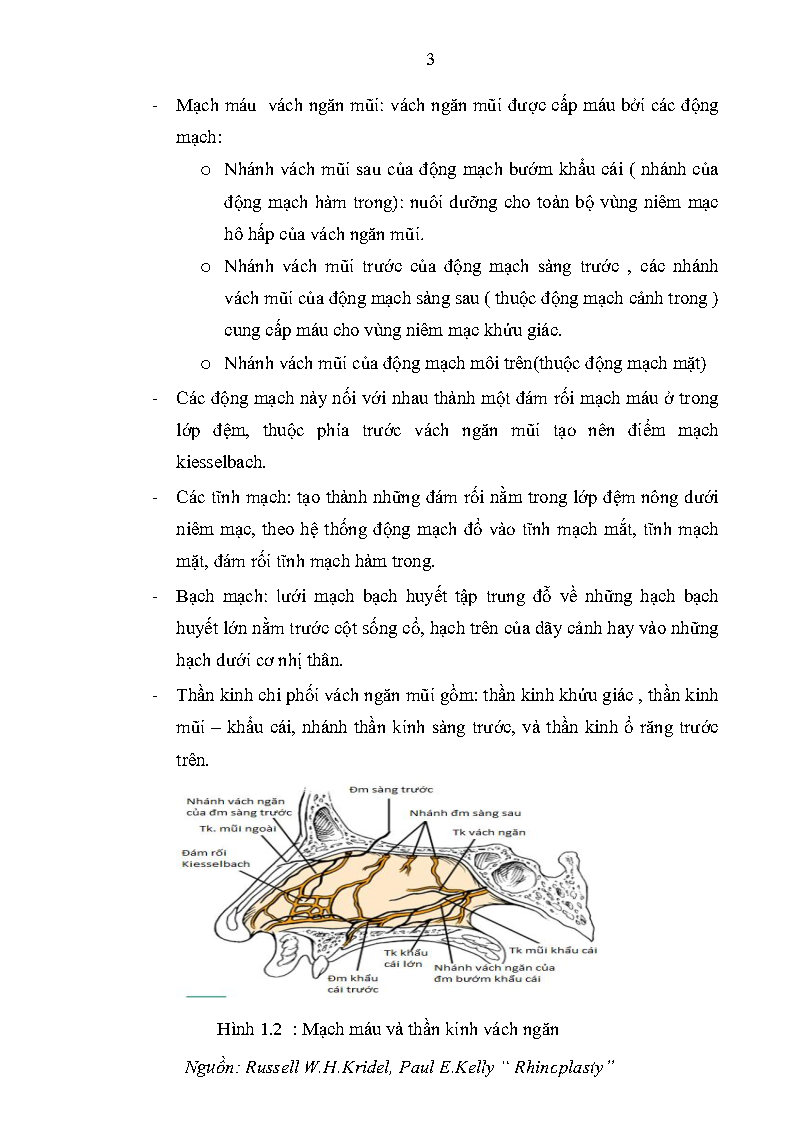 3
- Mạch máu  vách ngăn mũi: vách ngăn mũi được cấp máu bởi các động
mạch:
o Nhánh vách mũi sau của động mạch bướm khẩu cái ( nhánh của
động mạch hàm trong): nuôi dưỡng cho toàn bộ vùng niêm mạc
hô hấp của vách ngăn mũi.
o Nhánh vách mũi trước của động mạch sàng trước , các nhánh
vách mũi của động mạch sàng sau ( thuộc động mạch cảnh trong )
cung cấp máu cho vùng niêm mạc khứu giác.
o Nhánh vách mũi của động mạch môi trên(thuộc động mạch mặt)
- Các động mạch này nối với nhau thành một đám rối mạch máu ở trong
lớp đệm, thuộc phía trước vách ngăn mũi tạo nên điểm mạch
kiesselbach.
- Các tĩnh mạch: tạo thành những đám rối nằm trong lớp đệm nông dưới
niêm mạc, theo hệ thống động mạch đổ vào tĩnh mạch mắt, tĩnh mạch
mặt, đám rối tĩnh mạch hàm trong.
- Bạch mạch: lưới mạch bạch huyết tập trung đỗ về những hạch bạch
huyết lớn nằm trước cột sống cổ, hạch trên của dãy cảnh hay vào những
hạch dưới cơ nhị thân.
- Thần kinh chi phối vách ngăn mũi gồm: thần kinh khứu giác , thần kinh
mũi – khẩu cái, nhánh thần kinh sàng trước, và thần kinh ổ răng trước
trên.
Đm sàng trước
Nhánh vách ngăn
của đm sàng trước
Nhánh đm sàng sau
Tk. mũi ngoài
Tk vách ngăn
Đám rối
Kiesselbach
Tk khẩu
cái lớn
Tk mũi khẩu cái
Nhánh vách ngăn của
đm bướm khẩu cái
Đm khẩu
cái trước
Hình 1.2  : Mạch máu và thần kinh vách ngăn
Nguồn: Russell W.H.Kridel, Paul E.Kelly “ Rhinoplasty”